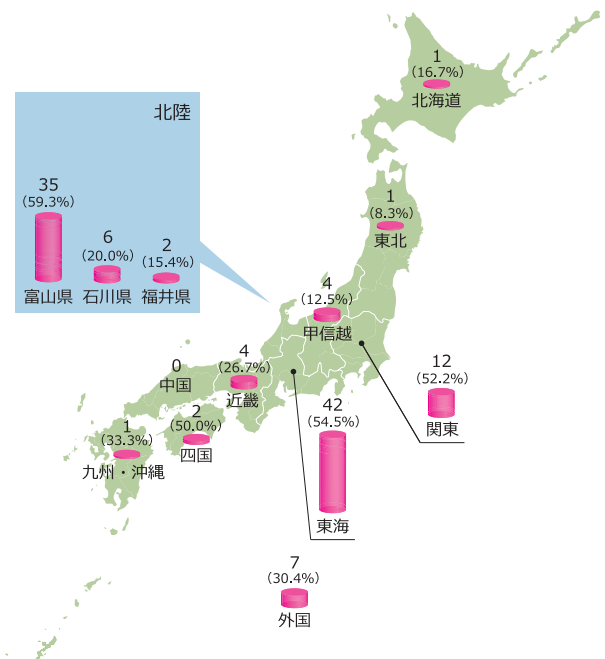 1
(16.7%)
北海道
北陸
35
(59.3%)
富山県
6
(20.0%)
石川県
2
(15.4%)
福井県
1
(8.3%)
東北
4
(12.5%)
甲信越
12
(52.2%)
関東
42
(54.5%)
東海
4
(26.7%)
近畿
0
中国
2
(50.0%)
四国
1
(33.3%)
九州・沖縄
7
(30.4%)
外国